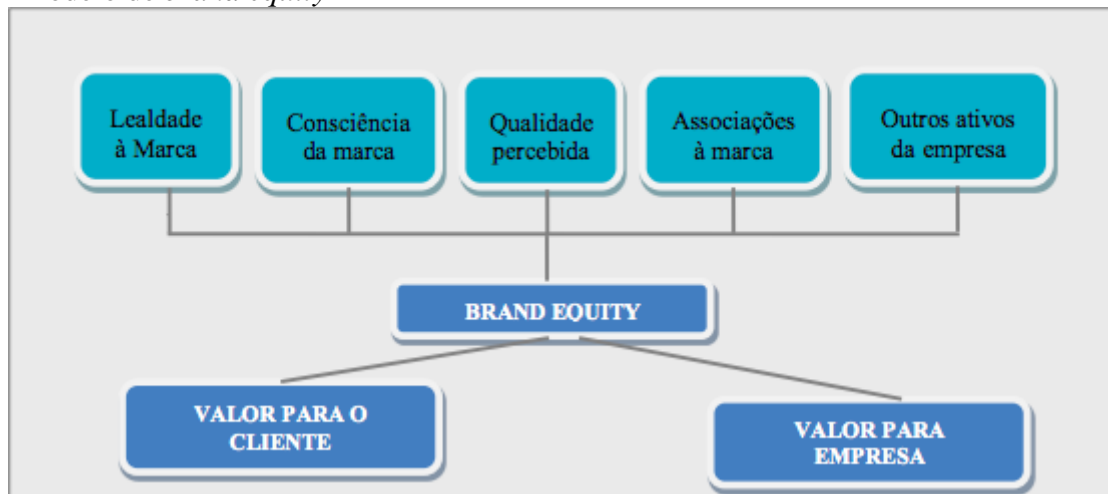 Lealdade
à Marca
Consciência
da marca
Qualidade
percebida
Associações
à marca
Outros ativos
da empresa
BRAND EQUITY
VALOR PARA O
CLIENTE
VALOR PARA
EMPRESA